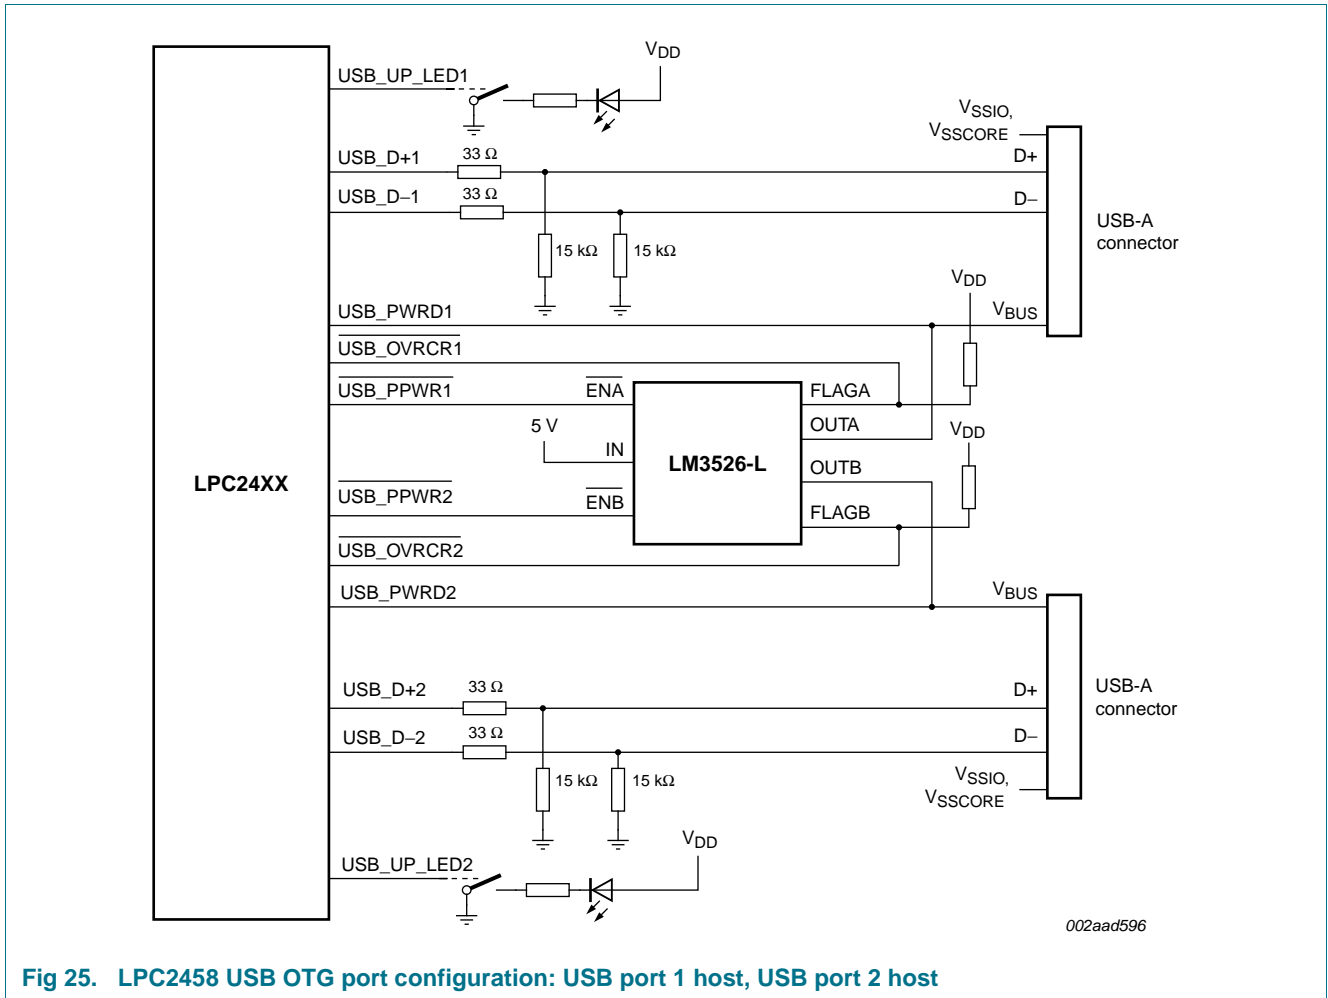 VDD
USB_UP_LED1
VSSIO,
VSSCORE
USB_D+1
33 Ω
D+
USB_D−1
33 Ω
D−
USB-A
connector
15 kΩ
15 kΩ
VDD
USB_PWRD1
VBUS
USB_OVRCR1
USB_PPWR1
ENA
FLAGA
5 V
OUTA
VDD
IN
LM3526-L
OUTB
LPC24XX
USB_PPWR2
ENB
FLAGB
USB_OVRCR2
USB_PWRD2
VBUS
USB_D+2
33 Ω
D+
USB-A
connector
USB_D−2
33 Ω
D−
15 kΩ
15 kΩ
VSSIO,
VSSCORE
VDD
USB_UP_LED2
002aad596
Fig 25. LPC2458 USB OTG port configuration: USB port 1 host, USB port 2 host